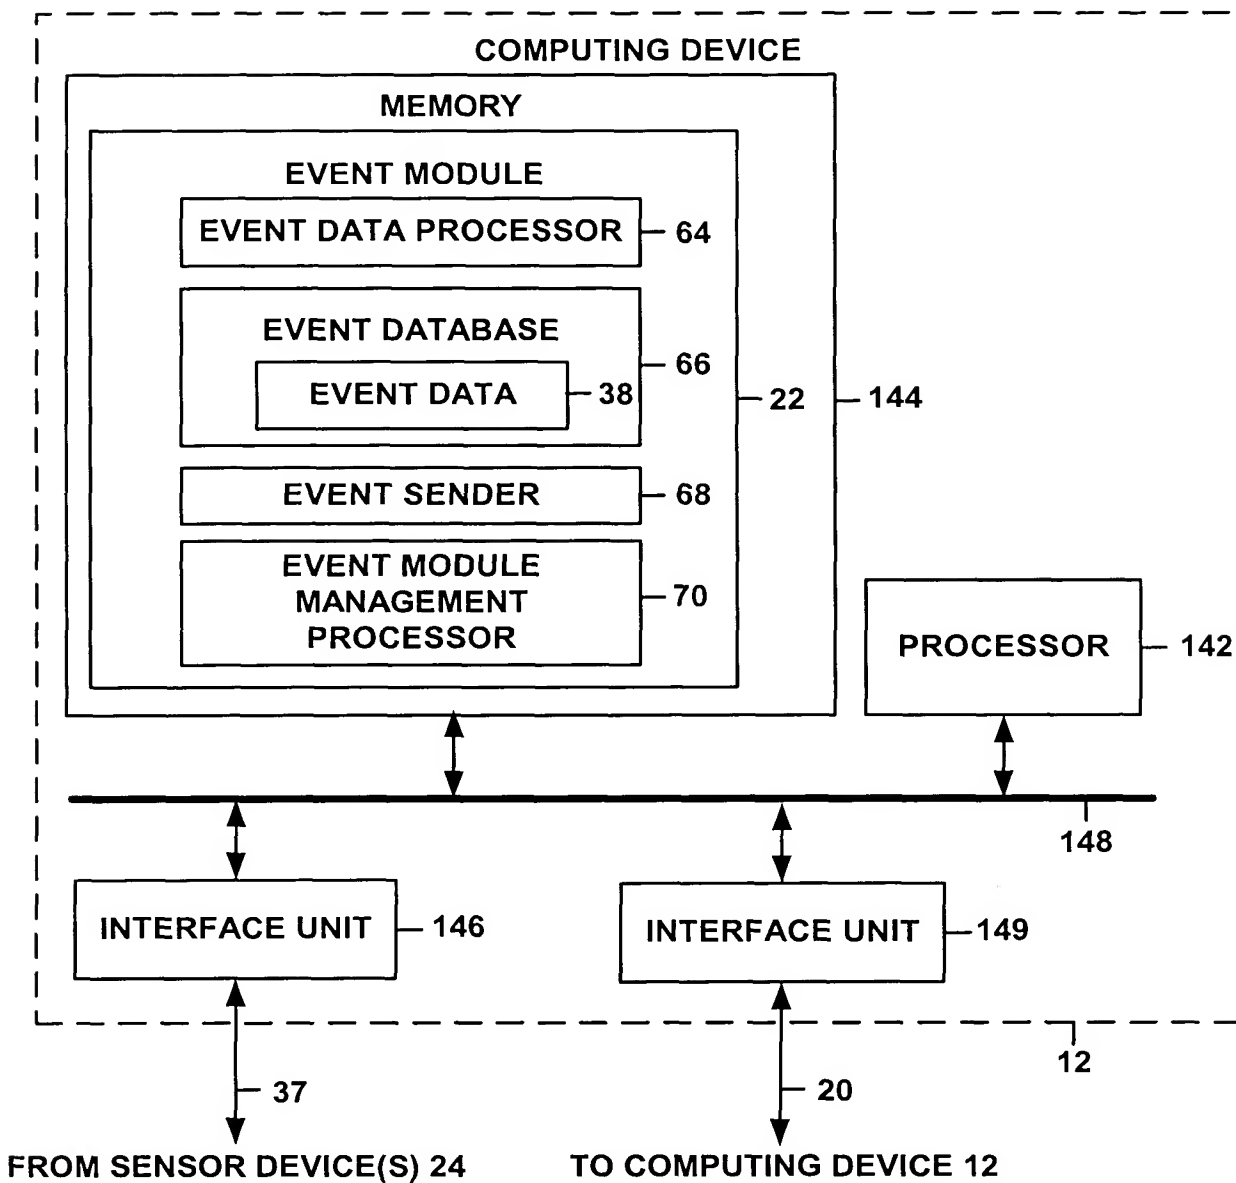 COMPUTING DEVICE
MEMORY
EVENT MODULE
EVENT DATA PROCESSOR
64
EVENT DATABASE
66
EVENT DATA
38
22
144
EVENT SENDER
68
EVENT MODULE
MANAGEMENT
PROCESSOR
70
PROCESSOR
142
148
INTERFACE UNIT
146
INTERFACE UNIT
149
12
37
20
FROM SENSOR DEVICE(S) 24
TO COMPUTING DEVICE 12